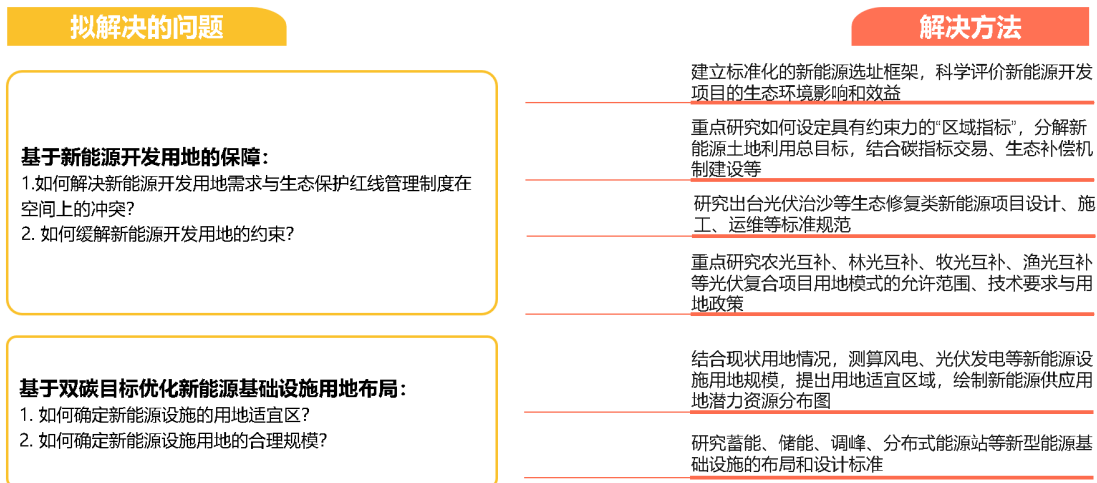 拟解决的问题
解决方法
基于新能源开发用地的保障：
1.如何解决新能源开发用地需求与生态保护红线管理制度在
空间上的冲突？
2. 如何缓解新能源开发用地的约束？
基于双碳目标优化新能源基础设施用地布局：
1. 如何确定新能源设施的用地适宜区？
2. 如何确定新能源设施用地的合理规模？
建立标准化的新能源选址框架，科学评价新能源开发
项目的生态环境影响和效益
重点研究如何设定具有约束力的“区域指标”，分解新
能源土地利用总目标，结合碳指标交易、生态补偿机
制建设等
研究出台光伏治沙等生态修复类新能源项目设计、施
工、运维等标准规范
重点研究农光互补、林光互补、牧光互补、渔光互补
等光伏复合项目用地模式的允许范围、技术要求与用
地政策
结合现状用地情况，测算风电、光伏发电等新能源设
施用地规模，提出用地适宜区域，绘制新能源供应用
地潜力资源分布图
研究蓄能、储能、调峰、分布式能源站等新型能源基
础设施的布局和设计标准